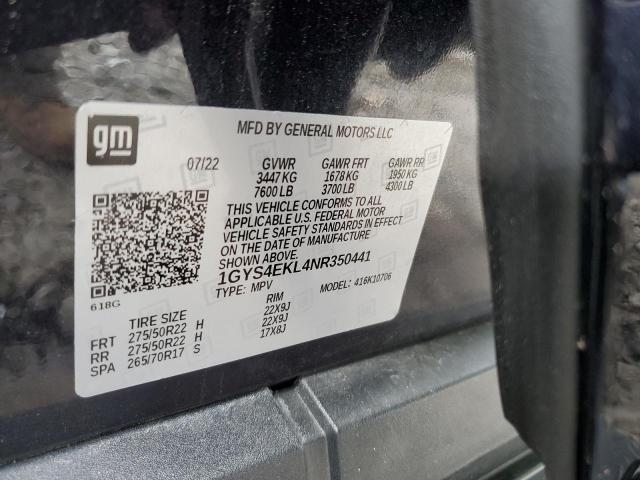 gm
MFD BY GENERAL MOTORS LLC
07/22 GVWR GAWR FRT GAWR RR
3447 KG 1678 KG 1950 KG
7600 LB 3700 LB 4300 LB
THIS VEHICLE CONFORMS TO ALL
APPLICABLE U.S. FEDERAL MOTOR
VEHICLE SAFETY STANDARDS IN EFFECT
ON THE DATE OF MANUFACTURE
SHOWN ABOVE.
1GYS4EKL4NR350441
TYPE: MPV MODEL: 416K10706
618G
TIRE SIZE RIM
FRT 275/50R22 H 22X9J
RR 275/50R22 H 22X9J
SPA 265/70R17 S 17X8J